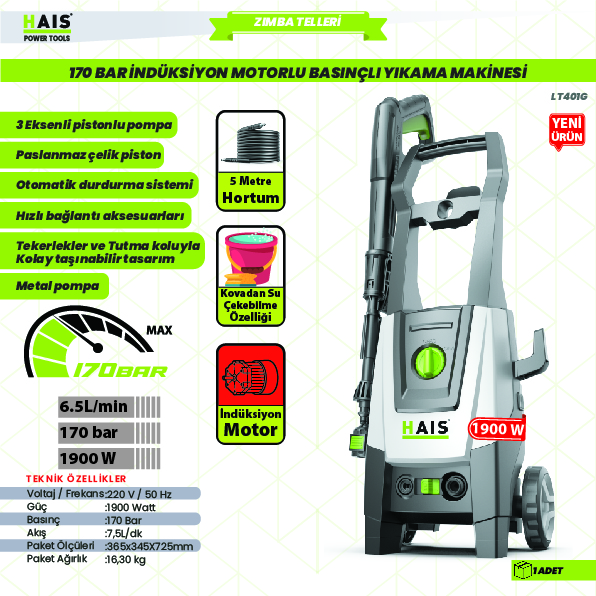 HAIS
POWER TOOLS
ZIMBA TELLERİ
170 BAR İNDÜKSİYON MOTORLU BASINÇLI YIKAMA MAKİNESİ
LT401G
YENİ
ÜRÜN
3 Eksenli pistonlu pompa
Paslanmaz çelik piston
Otomatik durdurma sistemi
Hızlı bağlantı aksesuarları
Tekerlekler ve Tutma koluyla
Kolay taşınabilir tasarım
Metal pompa
5 Metre
Hortum
Kovadan Su
Çekebilme
Özelliği
İndüksiyon
Motor
MAX
170BAR
6.5L/min
170 bar
1900 W
HAIS
1900 W
TEKNİK ÖZELLİKLER
Voltaj / Frekans :220 V / 50 Hz
Güç :1900 Watt
Basınç :170 Bar
Akış :7,5L/dk
Paket Ölçüleri :365x345X725mm
Paket Ağırlık :16,30 kg
1 ADET